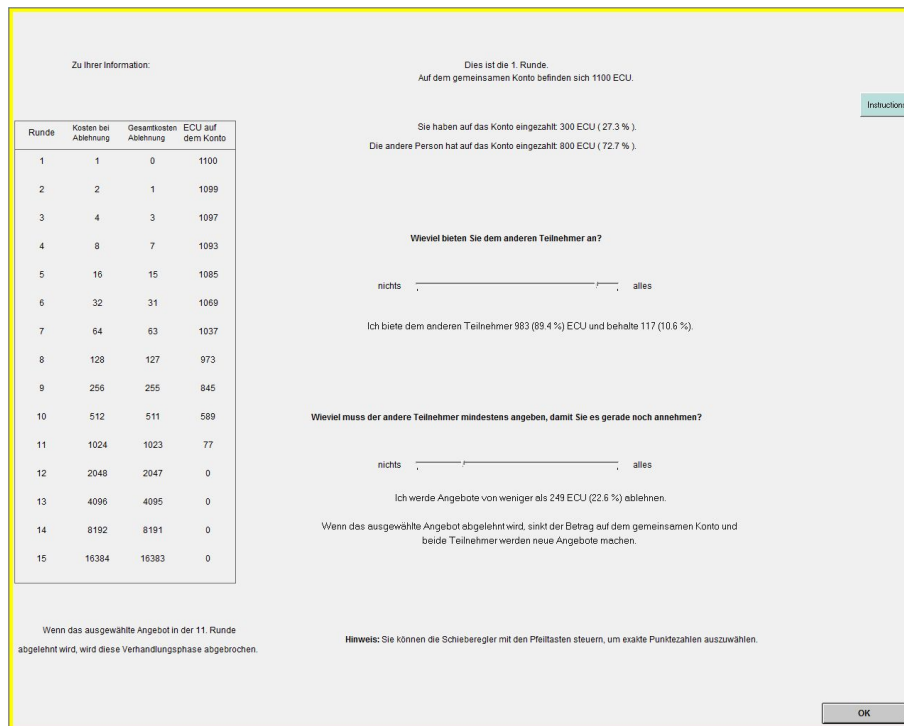 Zu Ihrer Information:
Dies ist die 1. Runde.
Auf dem gemeinsamen Konto befinden sich 1100 ECU.
Instructions
Sie haben auf das Konto eingezahlt: 300 ECU ( 27.3 % ).
Die andere Person hat auf das Konto eingezahlt: 800 ECU ( 72.7 % ).
Runde Kosten bei Ablehnung Gesamtkosten Ablehnung ECU auf dem Konto
1 1 0 1100
2 2 1 1099
3 4 3 1097
4 8 7 1093
5 16 15 1085
6 32 31 1069
7 64 63 1037
8 128 127 973
9 256 255 845
10 512 511 589
11 1024 1023 77
12 2048 2047 0
13 4096 4095 0
14 8192 8191 0
15 16384 16383 0
Wieviel bieten Sie dem anderen Teilnehmer an?
nichts alles
Ich biete dem anderen Teilnehmer 983 (89.4 %) ECU und behalte 117 (10.6 %).
Wieviel muss der andere Teilnehmer mindestens angeben, damit Sie es gerade noch annehmen?
nichts alles
Ich werde Angebote von weniger als 249 ECU (22.6 %) ablehnen.
Wenn das ausgewählte Angebot abgelehnt wird, sinkt der Betrag auf dem gemeinsamen Konto und
beide Teilnehmer werden neue Angebote machen.
Wenn das ausgewählte Angebot in der 11. Runde
abgelehnt wird, wird diese Verhandlungsphase abgebrochen.
Hinweis: Sie können die Schieberegler mit den Pfeiltasten steuern, um exakte Punktezahlen auszuwählen.
OK